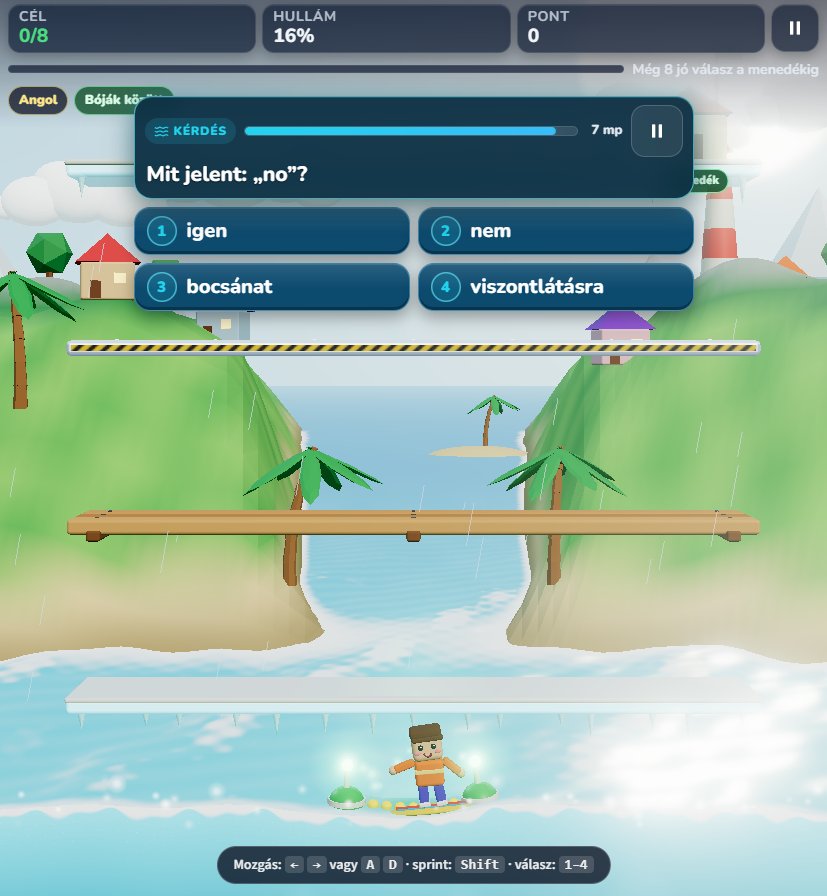 CÉL
0/8
HULLÁM
16%
PONT
0
Még 8 jó válasz a menedékig
Angol
Bóják
KÉRDÉS
7 mp
Mit jelent: „no”?
1 igen
2 nem
3 bocsánat
4 viszontlátásra
Mozgás: ← → vagy A D · sprint: Shift · válasz: 1–4